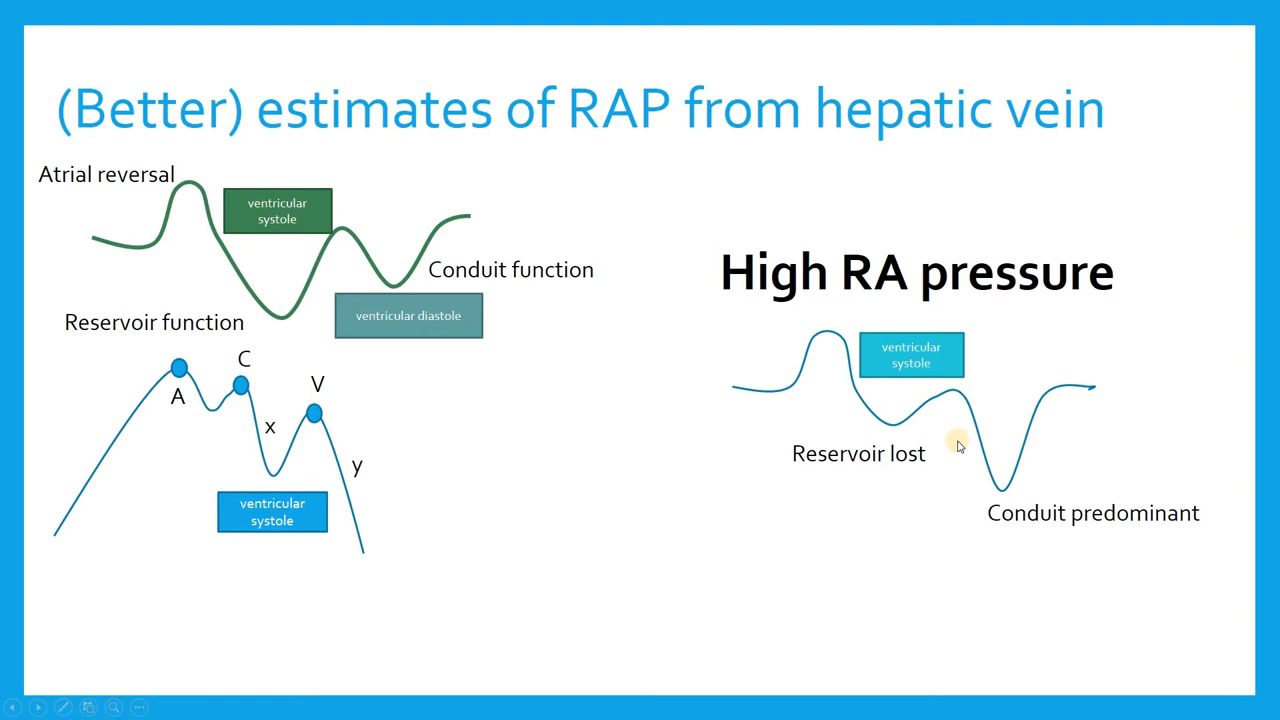 (Better) estimates of RAP from hepatic vein
Atrial reversal
ventricular
systole
Conduit function
ventricular diastole
Reservoir function
A
C
x
V
y
ventricular
systole
High RA pressure
ventricular
systole
Reservoir lost
Conduit predominant